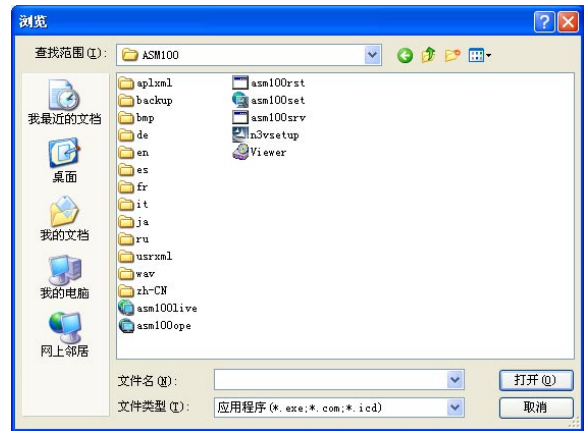 浏览
查找范围(I):
ASM100
我最近的文档
桌面
我的文档
我的电脑
网上邻居
aplxml
backup
bmp
de
en
es
fr
it
ja
ru
usrxml
wav
zh-CN
asm100live
asm100ope
asm100rst
asm100set
asm100srv
n3vsetup
Viewer
文件名(N):
打开(O)
文件类型(T):
应用程序(*.exe;*.com;*.icd)
取消